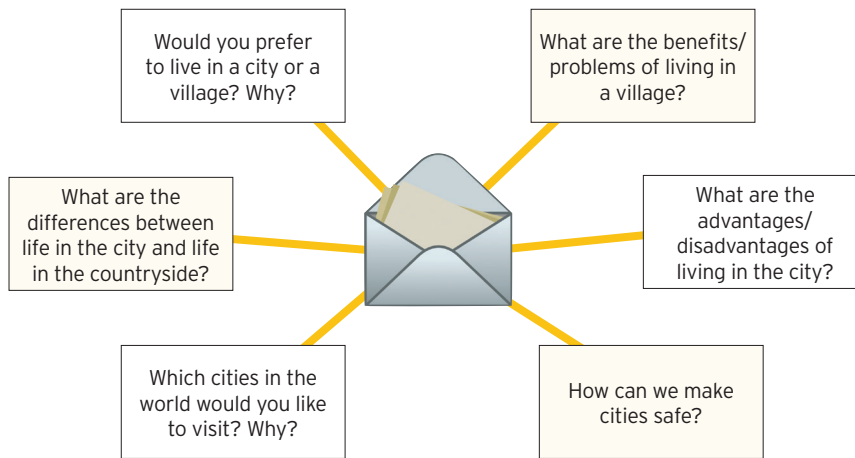 Would you prefer
to live in a city or a
village? Why?
What are the benefits/
problems of living in
a village?
What are the
differences between
life in the city and life
in the countryside?
What are the
advantages/
disadvantages of
living in the city?
Which cities in the
world would you like
to visit? Why?
How can we make
cities safe?